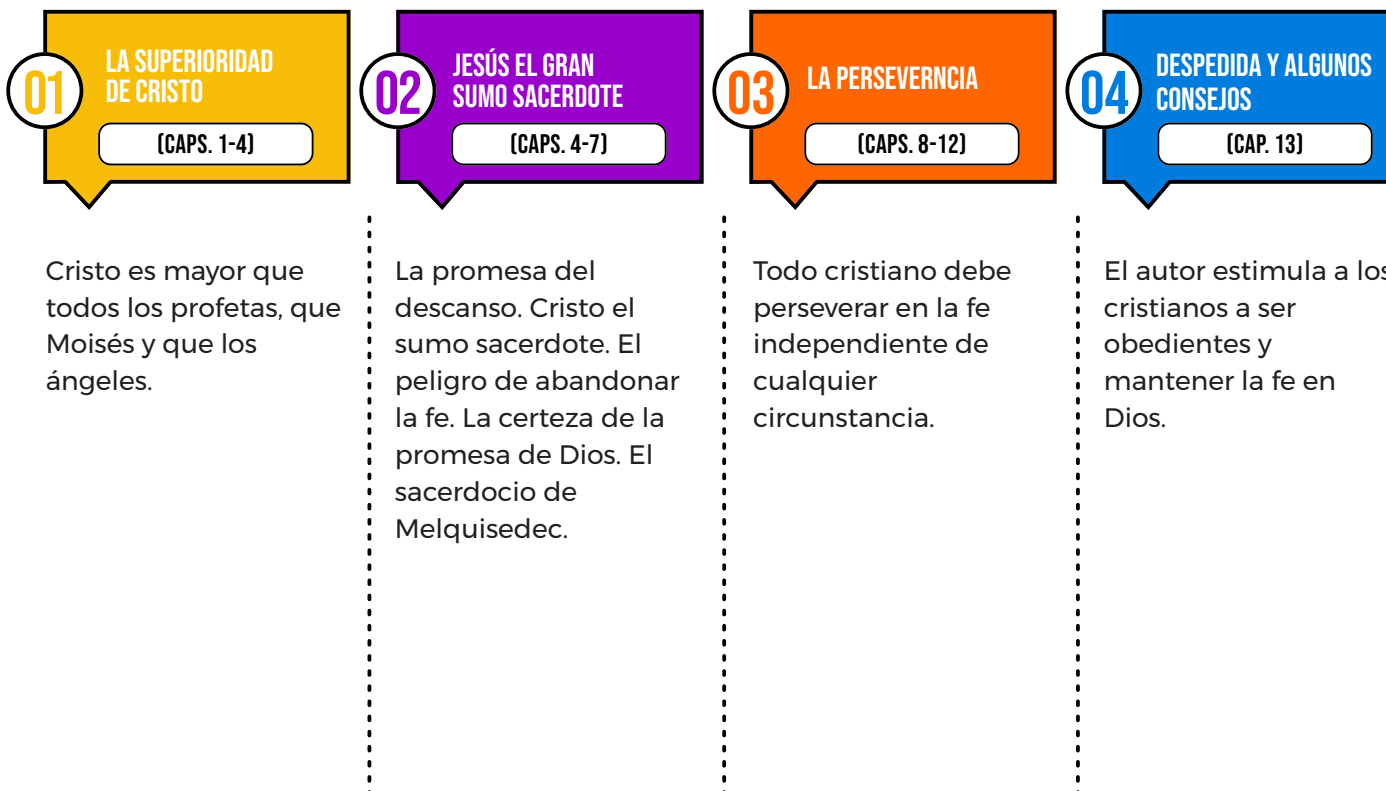 01
LA SUPERIORIDAD
DE CRISTO
(CAPS. 1-4)
Cristo es mayor que
todos los profetas, que
Moisés y que los
ángeles.
02
JESÚS EL GRAN
SUMO SACERDOTE
(CAPS. 4-7)
La promesa del
descanso. Cristo el
sumo sacerdote. El
peligro de abandonar
la fe. La certeza de la
promesa de Dios. El
sacerdocio de
Melquisedec.
03
LA PERSEVERNCIA
(CAPS. 8-12)
Todo cristiano debe
perseverar en la fe
independiente de
cualquier
circunstancia.
04
DESPEDIDA Y ALGUNOS
CONSEJOS
(CAP. 13)
El autor estimula a los
cristianos a ser
obedientes y
mantener la fe en
Dios.